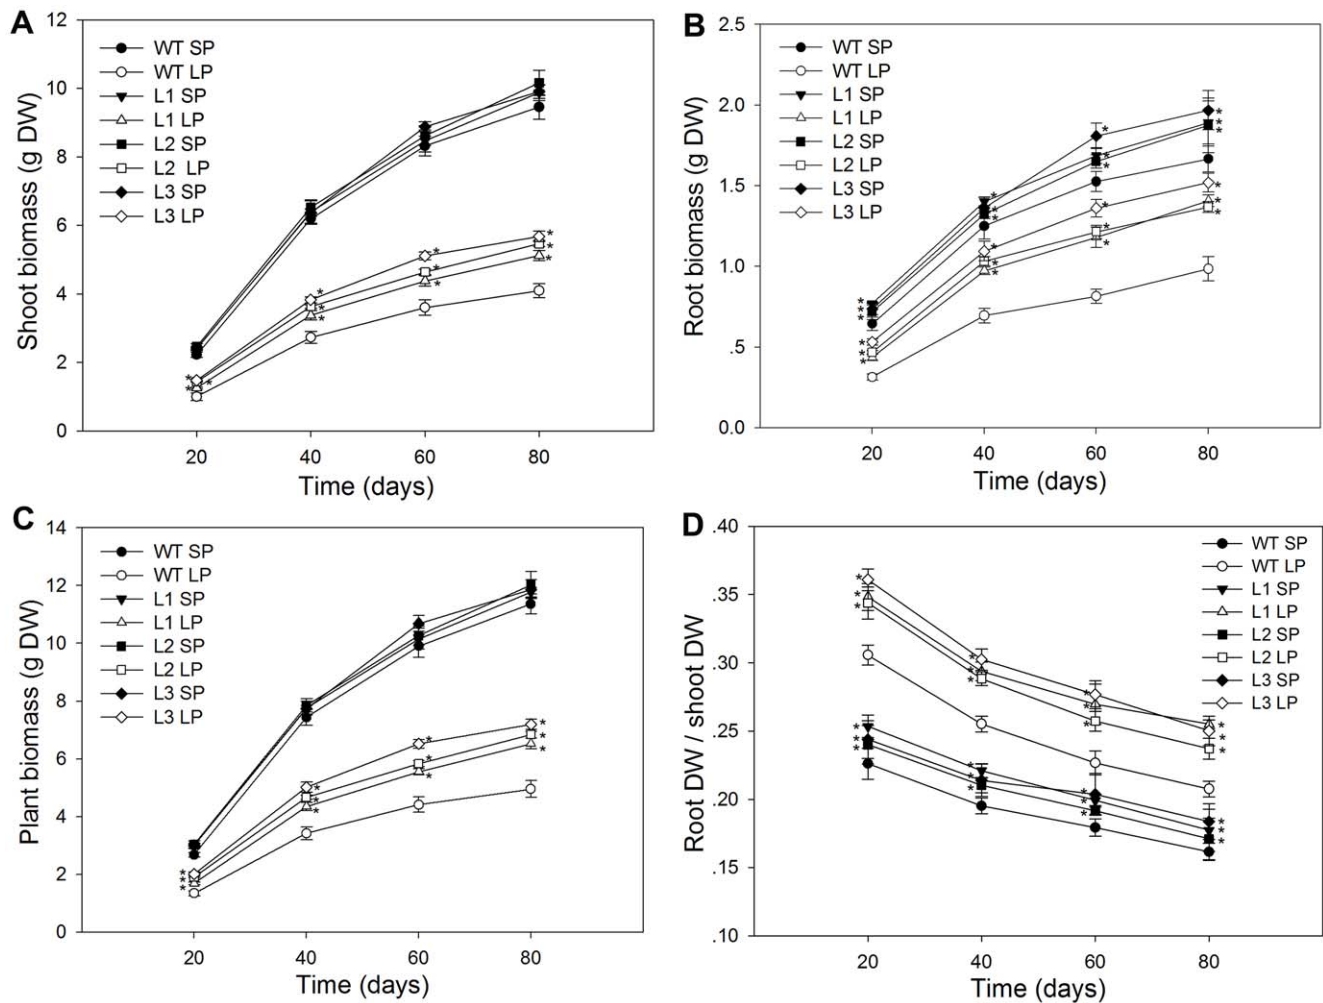 A
Shoot biomass (g DW)
12
10
8
6
4
2
0
WT SP
WT LP
L1 SP
L1 LP
L2 SP
L2 LP
L3 SP
L3 LP
* * *
* * *
* * *
* * *
20 40 60 80
Time (days)
B
Root biomass (g DW)
2.5
2.0
1.5
1.0
.5
0.0
WT SP
WT LP
L1 SP
L1 LP
L2 SP
L2 LP
L3 SP
L3 LP
* * * * * *
* * * * * *
* * * * * *
* * * * * *
20 40 60 80
Time (days)
C
Plant biomass (g DW)
14
12
10
8
6
4
2
0
WT SP
WT LP
L1 SP
L1 LP
L2 SP
L2 LP
L3 SP
L3 LP
* * *
* * *
* * *
* * *
20 40 60 80
Time (days)
D
Root DW / shoot DW
.40
.35
.30
.25
.20
.15
.10
WT SP
WT LP
L1 SP
L1 LP
L2 SP
L2 LP
L3 SP
L3 LP
* * * * * *
* * * * * *
* * * * * *
* * * * * *
20 40 60 80
Time (days)